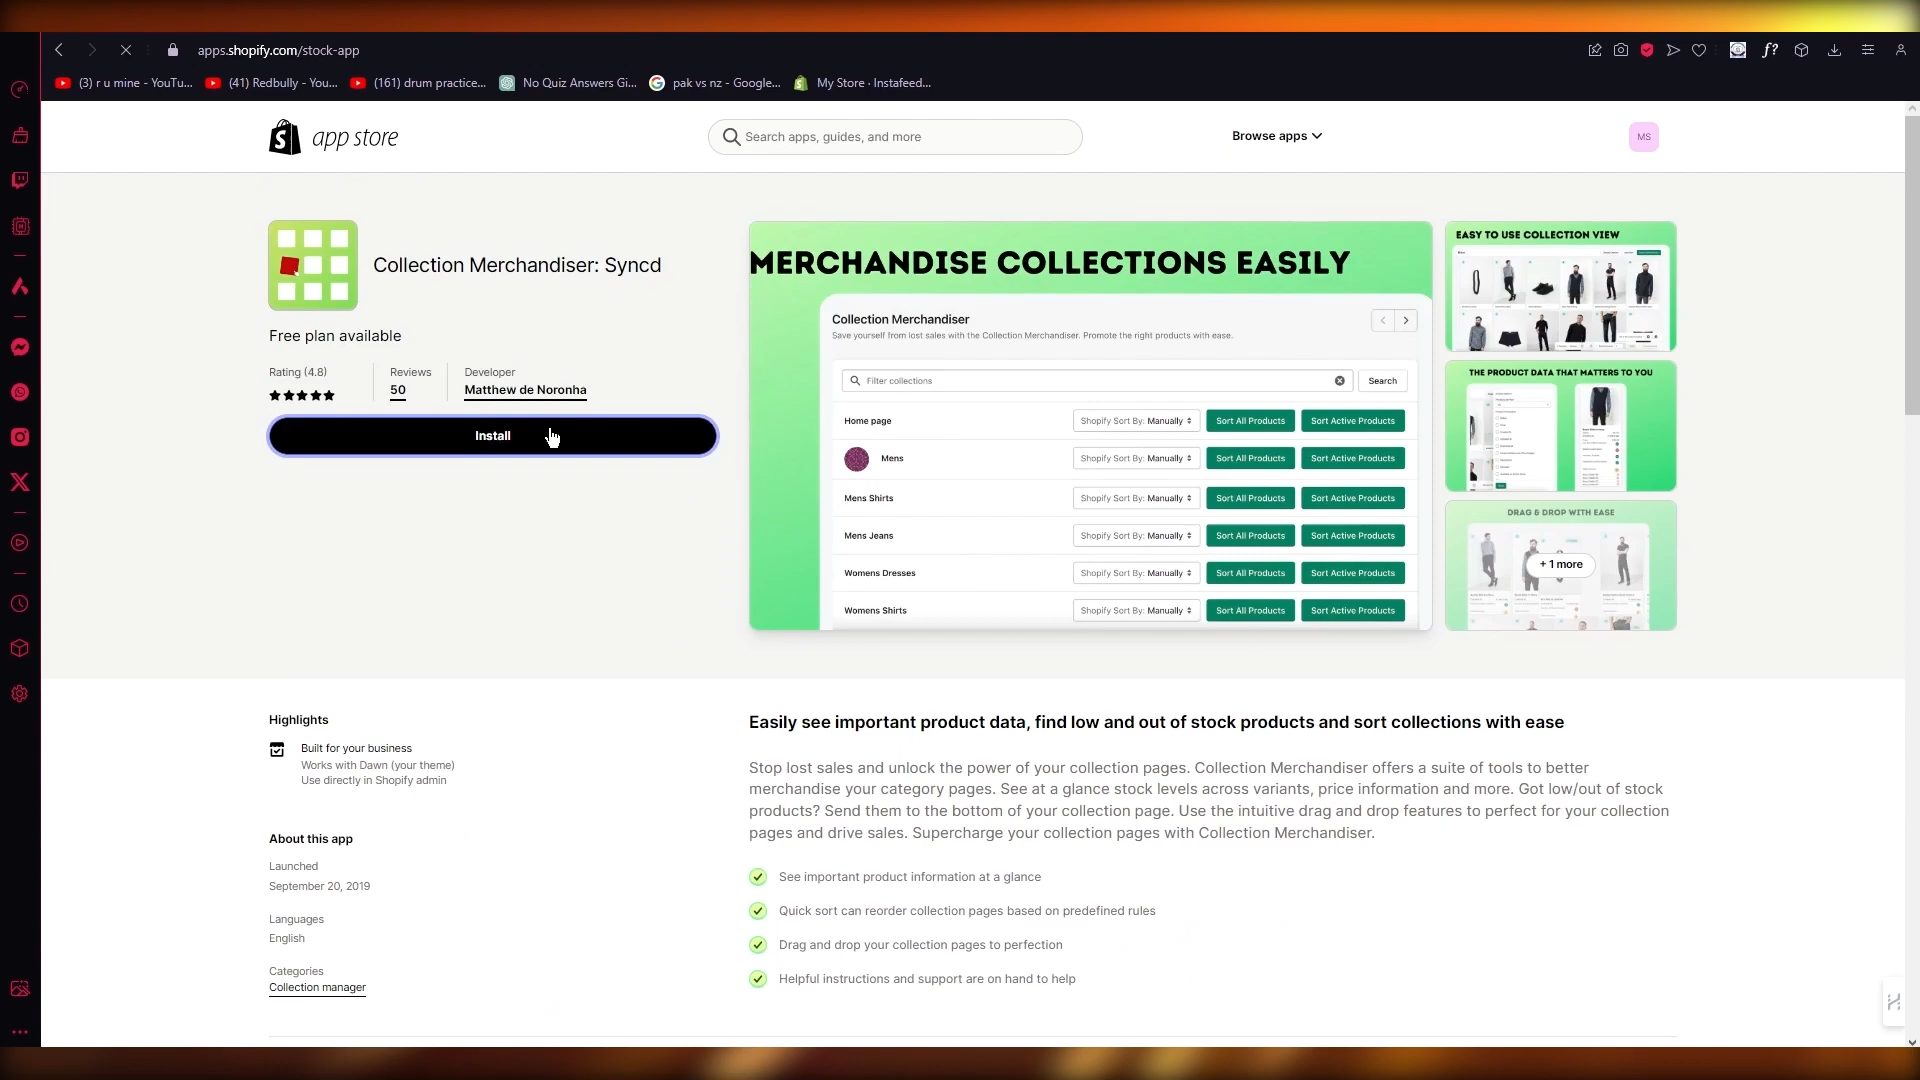 apps.shopify.com/stock-app
(3) r u mine - YouTu...
(41) Redbully - You...
(161) drum practice...
No Quiz Answers Gi...
pak vs nz - Google...
My Store · Instafeed...
app store
Search apps, guides, and more
Browse apps
MS
Collection Merchandiser: Syncd
Free plan available
Rating (4.8)
Reviews
50
Developer
Matthew de Noronha
Install
MERCHANDISE COLLECTIONS EASILY
Collection Merchandiser
Save yourself from lost sales with the Collection Merchandiser. Promote the right products with ease.
Filter collections
Search
Home page
Shopify Sort By: Manually
Sort All Products
Sort Active Products
Mens
Shopify Sort By: Manually
Sort All Products
Sort Active Products
Mens Shirts
Shopify Sort By: Manually
Sort All Products
Sort Active Products
Mens Jeans
Shopify Sort By: Manually
Sort All Products
Sort Active Products
Womens Dresses
Shopify Sort By: Manually
Sort All Products
Sort Active Products
Womens Shirts
Shopify Sort By: Manually
Sort All Products
Sort Active Products
EASY TO USE COLLECTION VIEW
THE PRODUCT DATA THAT MATTERS TO YOU
DRAG & DROP WITH EASE
+ 1 more
Highlights
Built for your business
Works with Dawn (your theme)
Use directly in Shopify admin
About this app
Launched
September 20, 2019
Languages
English
Categories
Collection manager
Easily see important product data, find low and out of stock products and sort collections with ease
Stop lost sales and unlock the power of your collection pages. Collection Merchandiser offers a suite of tools to better
merchandise your category pages. See at a glance stock levels across variants, price information and more. Got low/out of stock
products? Send them to the bottom of your collection page. Use the intuitive drag and drop features to perfect for your collection
pages and drive sales. Supercharge your collection pages with Collection Merchandiser.
See important product information at a glance
Quick sort can reorder collection pages based on predefined rules
Drag and drop your collection pages to perfection
Helpful instructions and support are on hand to help